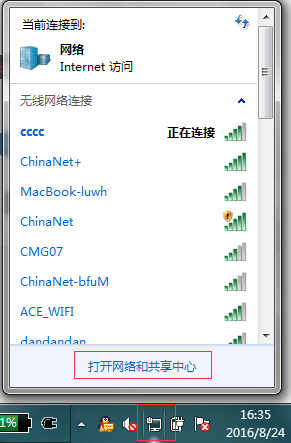 当前连接到:
网络
Internet 访问
无线网络连接
cccc 正在连接
ChinaNet+
MacBook-luwh
ChinaNet
CMG07
ChinaNet-bfuM
ACE_WIFI
dandandan
打开网络和共享中心
1%
16:35
2016/8/24